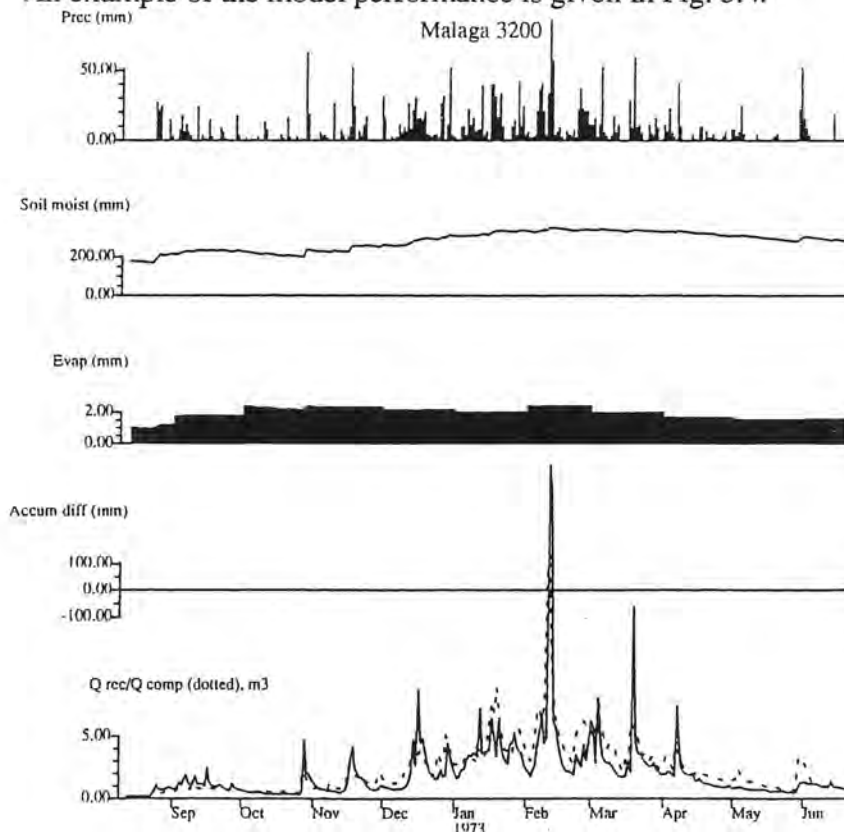 Prec (mm)
Malaga 3200
50.00
0.00
Soil moist (mm)
200.00
0.00
Evap (mm)
2.00
0.00
Accum diff (mm)
100.00
0.00
-100.00
Q rec/Q comp (dotted), m3
5.00
0.00
Sep Oct Nov Dec Jan Feb Mar Apr May Jun
1973